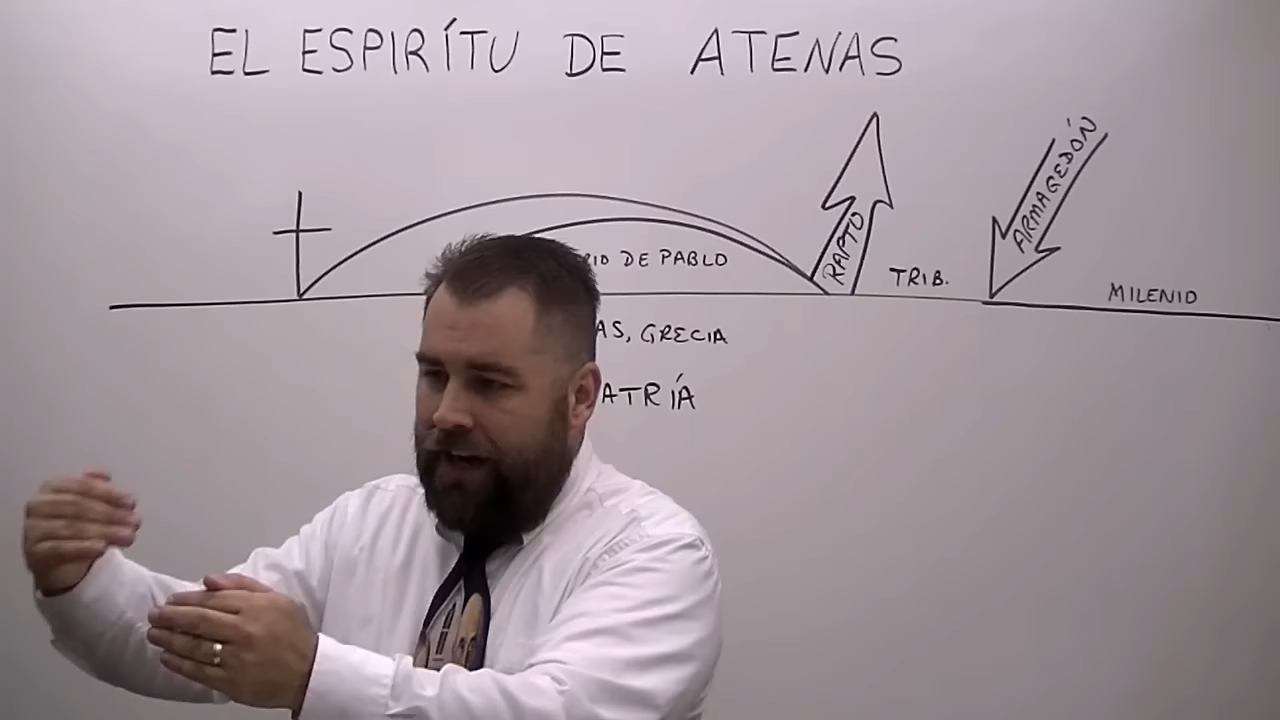 EL ESPIRÍTU DE ATENAS
ARMAGEDÓN
RAPTO
RIO DE PABLO
TRIB.
MILENIO
AS, GRECIA
ATRÍA